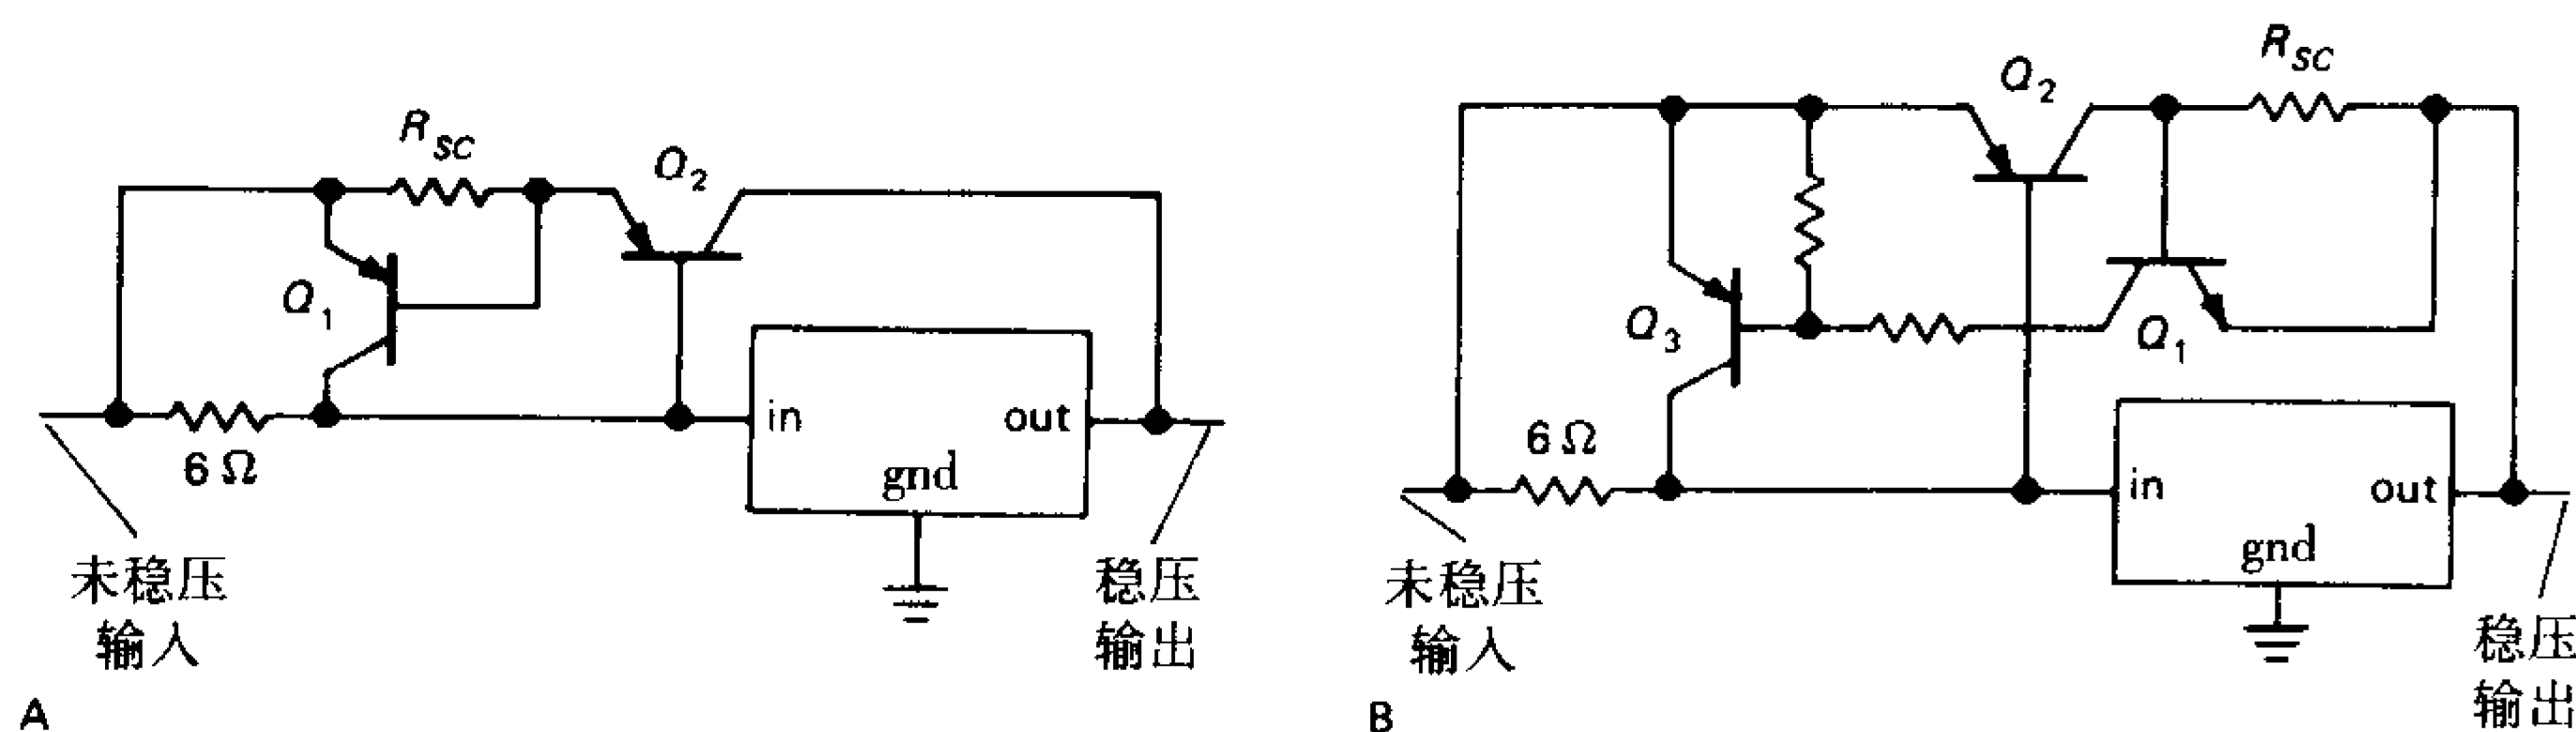 R_SC
Q_2
Q_1
6 Ω
in
out
gnd
未稳压
输入
稳压
输出
A
R_SC
Q_2
Q_3
Q_1
6 Ω
in
out
gnd
未稳压
输入
稳压
输出
B